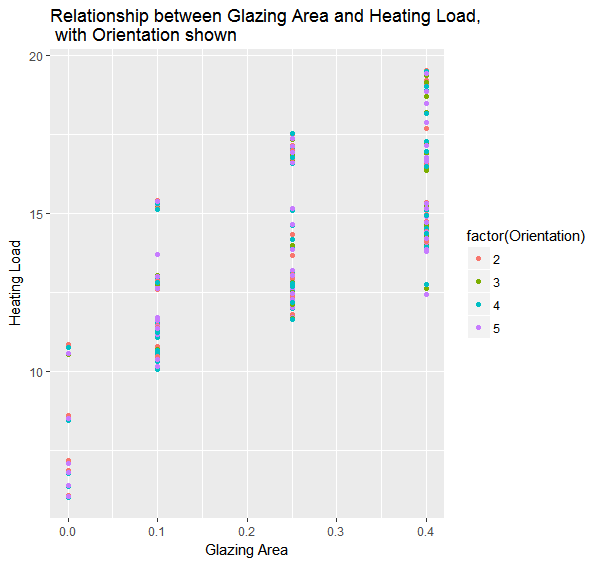 Relationship between Glazing Area and Heating Load,
with Orientation shown
20
15
10
Heating Load
0.0 0.1 0.2 0.3 0.4
Glazing Area
factor(Orientation)
2
3
4
5